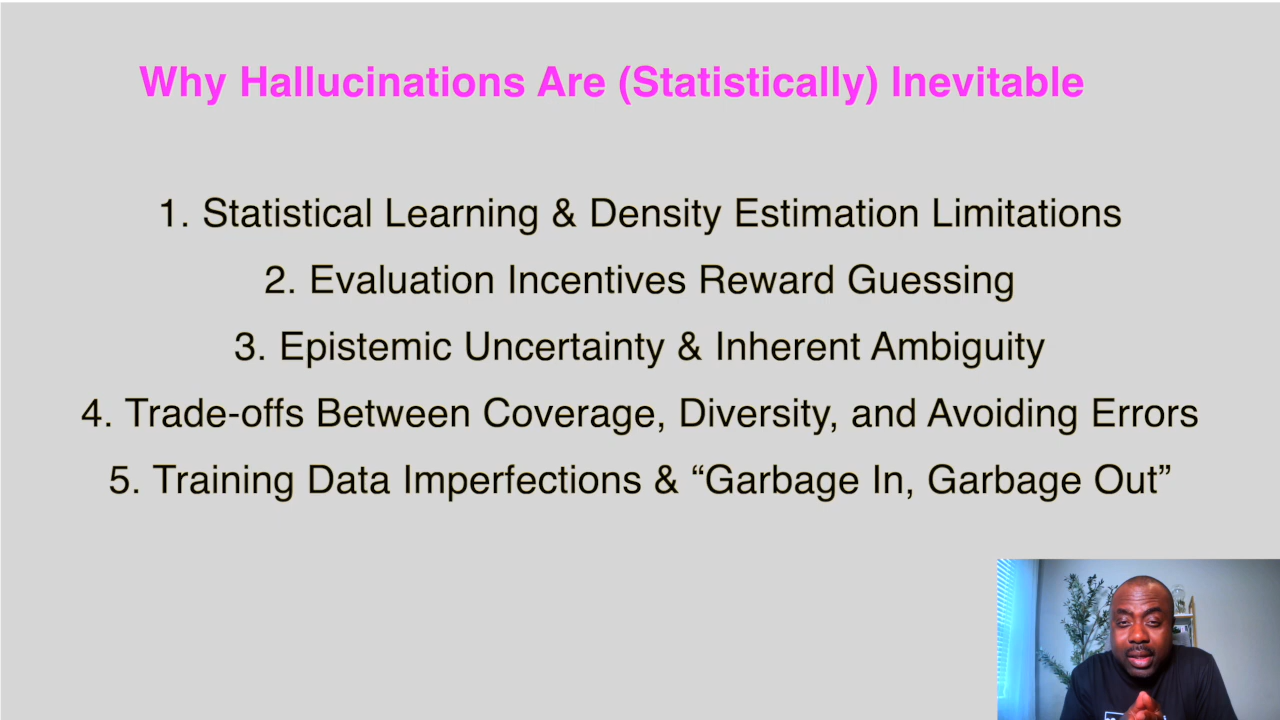 Why Hallucinations Are (Statistically) Inevitable
1. Statistical Learning & Density Estimation Limitations
2. Evaluation Incentives Reward Guessing
3. Epistemic Uncertainty & Inherent Ambiguity
4. Trade-offs Between Coverage, Diversity, and Avoiding Errors
5. Training Data Imperfections & “Garbage In, Garbage Out”